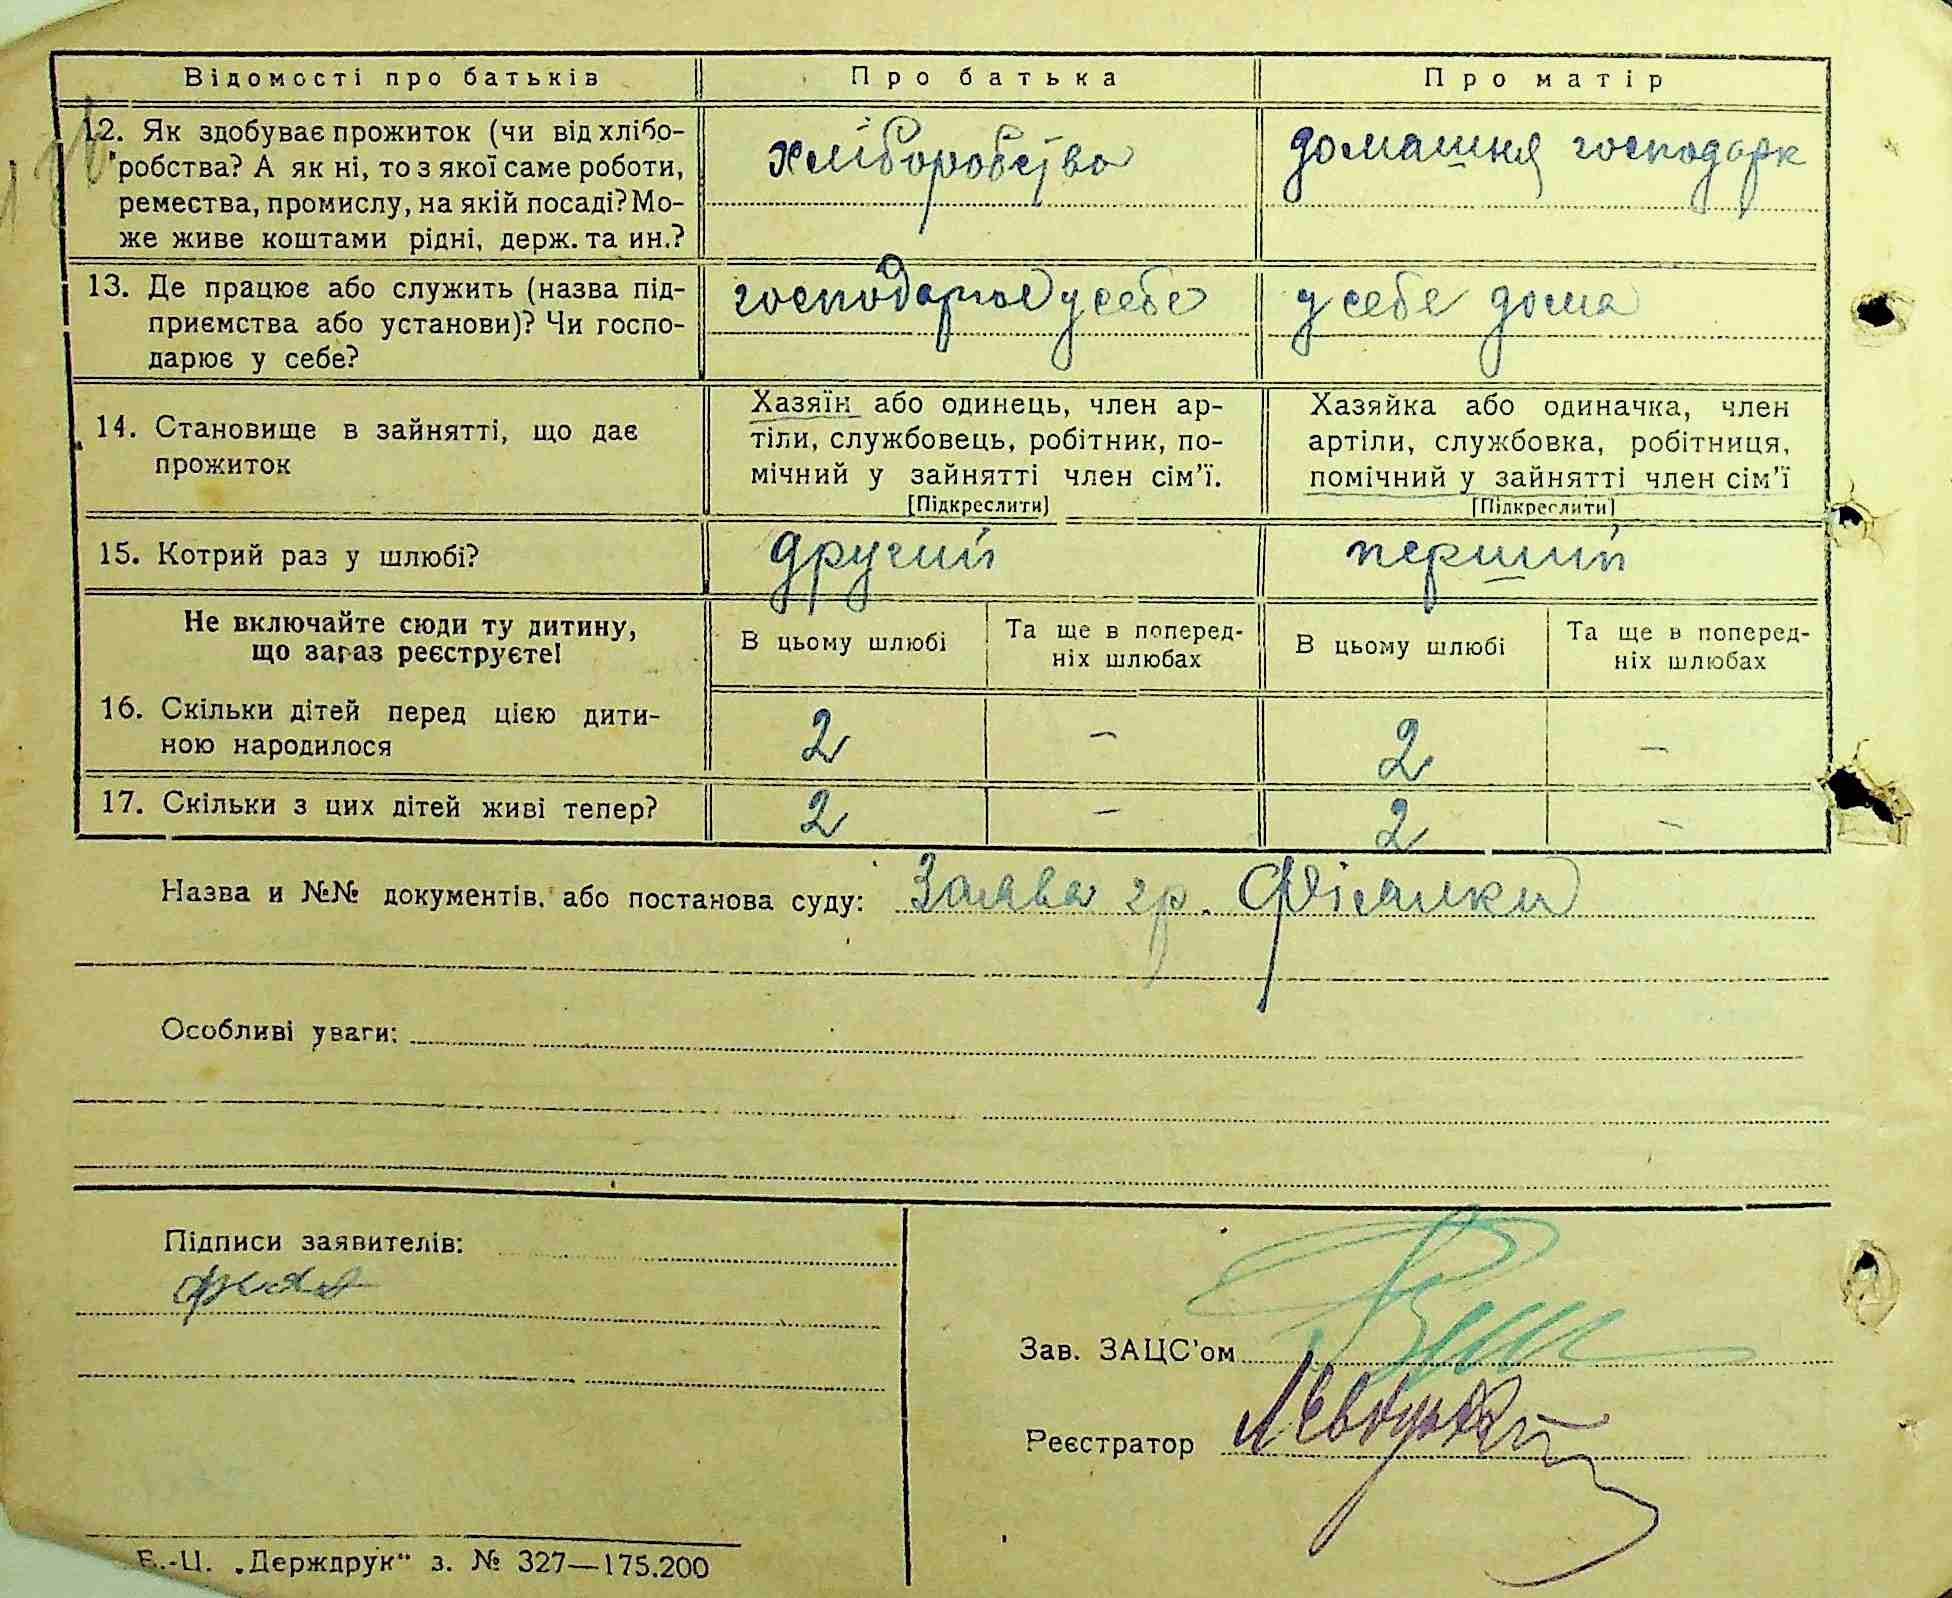 Відомості про батьків Про батька Про матір
12. Як здобуває прожиток (чи від хлібо-
робства? А як ні, то з якої саме роботи,
ремества, промислу, на якій посаді? Мо-
же живе коштами рідні, держ. та ин.?
хліборобство
домашня господарк
13. Де працює або служить (назва під-
приємства або установи)? Чи госпо-
дарює у себе?
господарює у себе
у себе дома
14. Становище в зайнятті, що дає
прожиток
Хазяїн або одинець, член ар-
тіли, службовець, робітник, по-
мічний у зайнятті член сім'ї.
[Підкреслити]
Хазяйка або одиначка, член
артіли, службовка, робітниця,
помічний у зайнятті член сім'ї
[Підкреслити]
15. Котрий раз у шлюбі? другий перший
Не включайте сюди ту дитину,
що зараз реєструєте!
В цьому шлюбі
Та ще в поперед-
ніх шлюбах
В цьому шлюбі
Та ще в поперед-
ніх шлюбах
16. Скільки дітей перед цією дити-
ною народилося
2 – 2 –
17. Скільки з цих дітей живі тепер? 2 – 2 –
Назва и №№ документів, або постанова суду: Заява гр. Фіялки
Особливі уваги:
Підписи заявителів:
Зав. ЗАЦС'ом
Реєстратор
.-Ц. „Держдрук" з. № 327—175.200